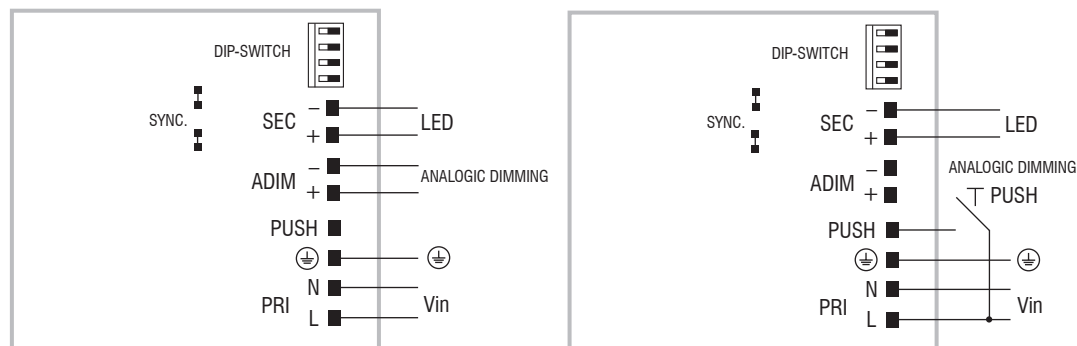 DIP-SWITCH
SYNC.
SEC
−
+
LED
ADIM
−
+
ANALOGIC DIMMING
PUSH
PRI
N
L
Vin
DIP-SWITCH
SYNC.
SEC
−
+
LED
ADIM
−
+
ANALOGIC DIMMING
PUSH
PUSH
PRI
N
L
Vin